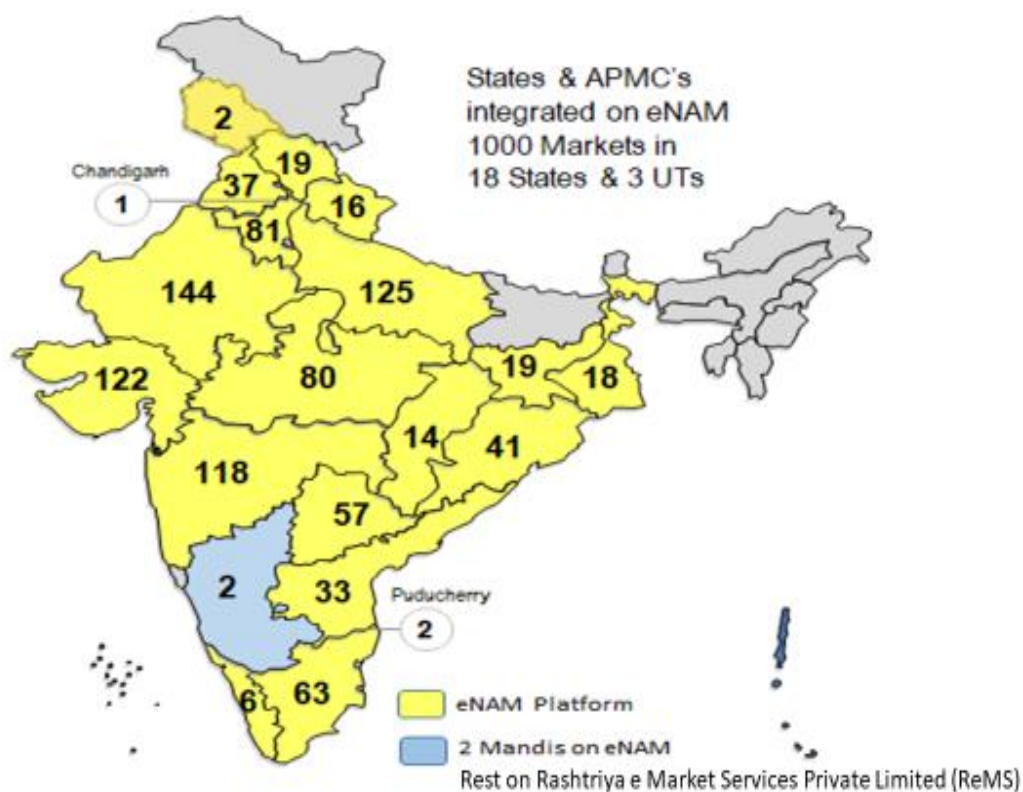 States & APMC's
integrated on eNAM
1000 Markets in
18 States & 3 UTs
2
19
Chandigarh
37
1
16
81
144
125
122
80
19
18
14
41
118
57
2
33
Puducherry
2
6
63
eNAM Platform
2 Mandis on eNAM
Rest on Rashtriya e Market Services Private Limited (ReMS)